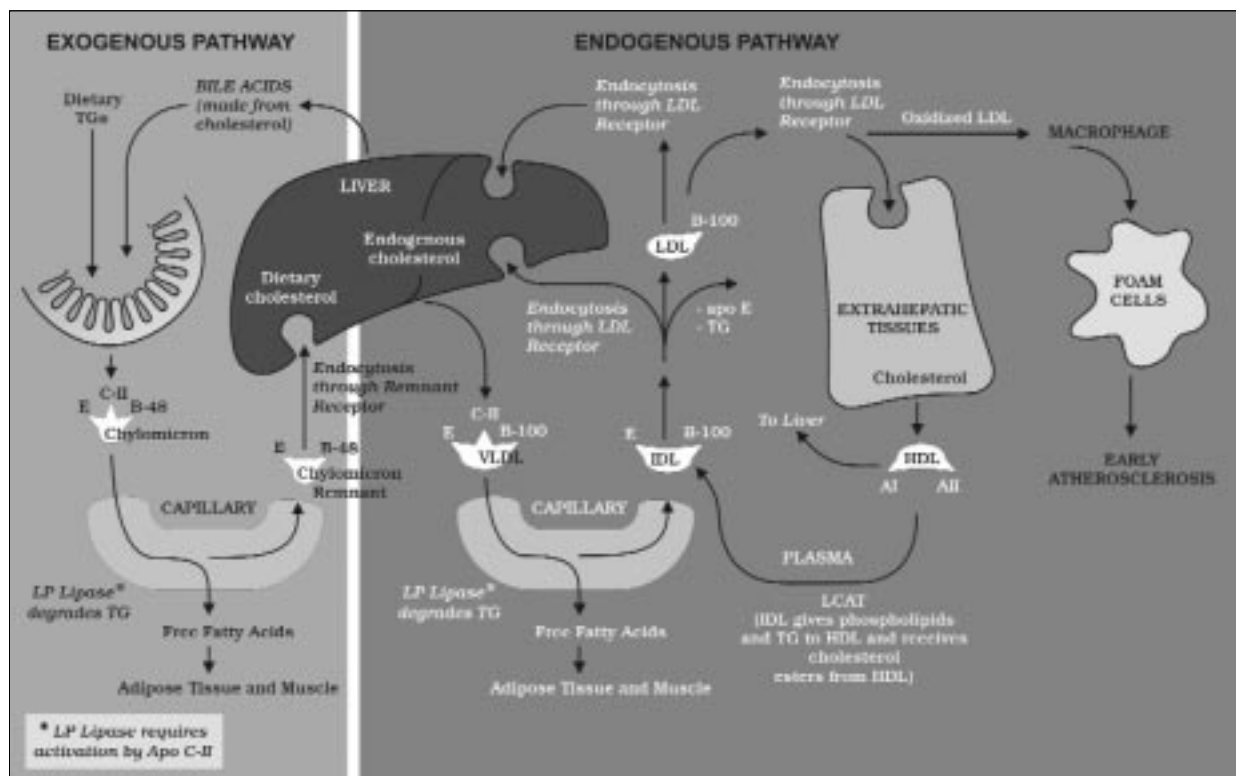 EXOGENOUS PATHWAY
Dietary
TGs
BILE ACIDS
(made from
cholesterol)
LIVER
Dietary
cholesterol
Endogenous
cholesterol
Endocytosis
through Remnant
Receptor
C-II
E
B-48
Chylomicron
E
B-48
Chylomicron
Remnant
CAPILLARY
LP Lipase*
degrades TG
Free Fatty Acids
Adipose Tissue and Muscle
* LP Lipase requires
activation by Apo C-II
ENDOGENOUS PATHWAY
Endocytosis
through LDL
Receptor
Endocytosis
through LDL
Receptor
Oxidized LDL
MACROPHAGE
B-100
LDL
Endocytosis
through LDL
Receptor
- apo E
- TG
EXTRAHEPATIC
TISSUES
Cholesterol
FOAM
CELLS
C-II
E
B-100
VLDL
E
B-100
IDL
To Liver
HDL
AI
AII
EARLY
ATHEROSCLEROSIS
CAPILLARY
LP Lipase*
degrades TG
Free Fatty Acids
Adipose Tissue and Muscle
PLASMA
LCAT
(IDL gives phospholipids
and TG to HDL and receives
cholesterol
esters from HDL)